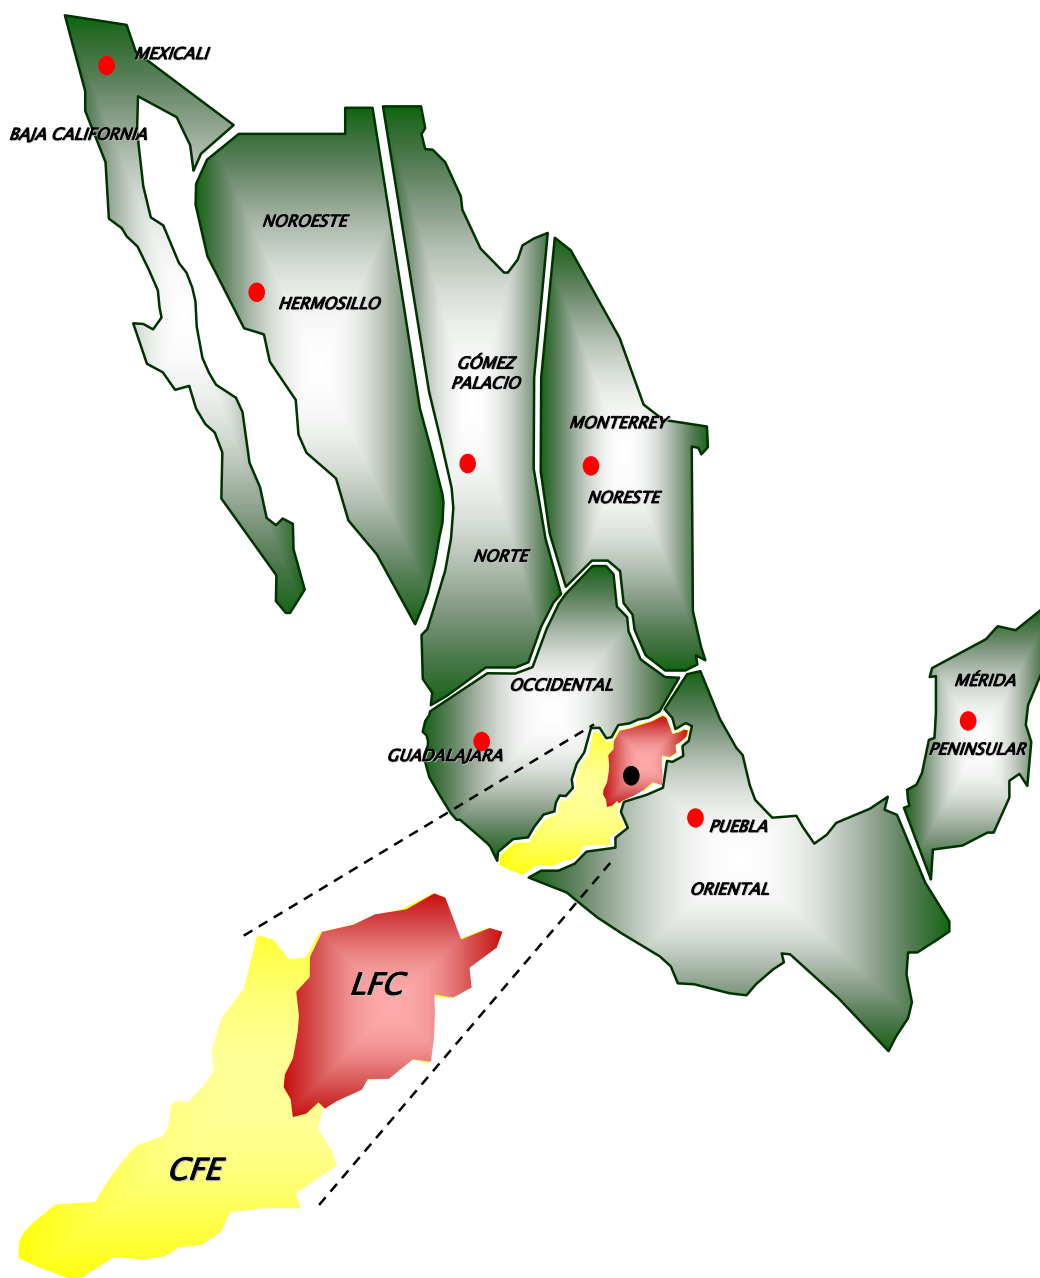 MEXICALI
BAJA CALIFORNIA
NOROESTE
HERMOSILLO
GÓMEZ
PALACIO
MONTERREY
NORESTE
NORTE
OCCIDENTAL
MÉRIDA
GUADALAJARA
PENINSULAR
PUEBLA
ORIENTAL
LFC
CFE